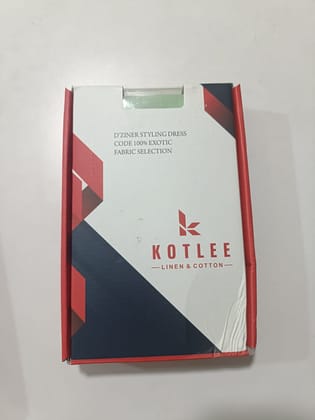 D'ZINER STYLING DRESS
CODE 100% EXOTIC
FABRIC SELECTION
KOTLEE
LINEN & COTTON